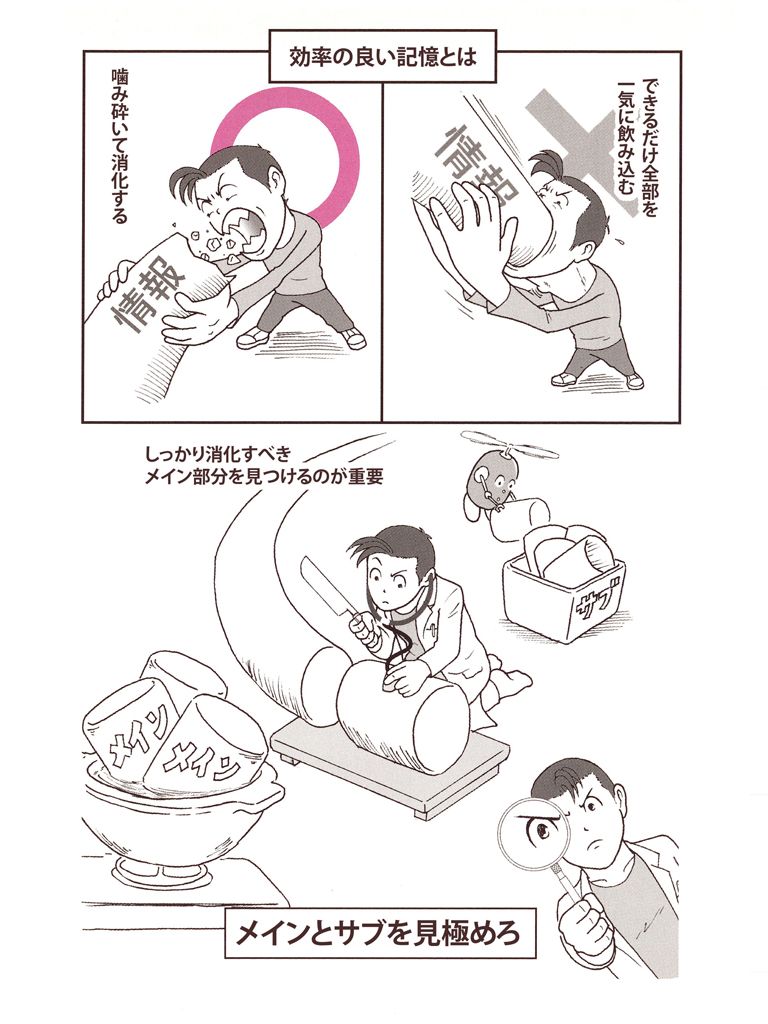 効率の良い記憶とは
できるだけ全部を
一気に飲み込む
情報
噛み砕いて消化する
情報
しっかり消化すべき
メイン部分を見つけるのが重要
サブ
メイン
メイン
メインとサブを見極めろ